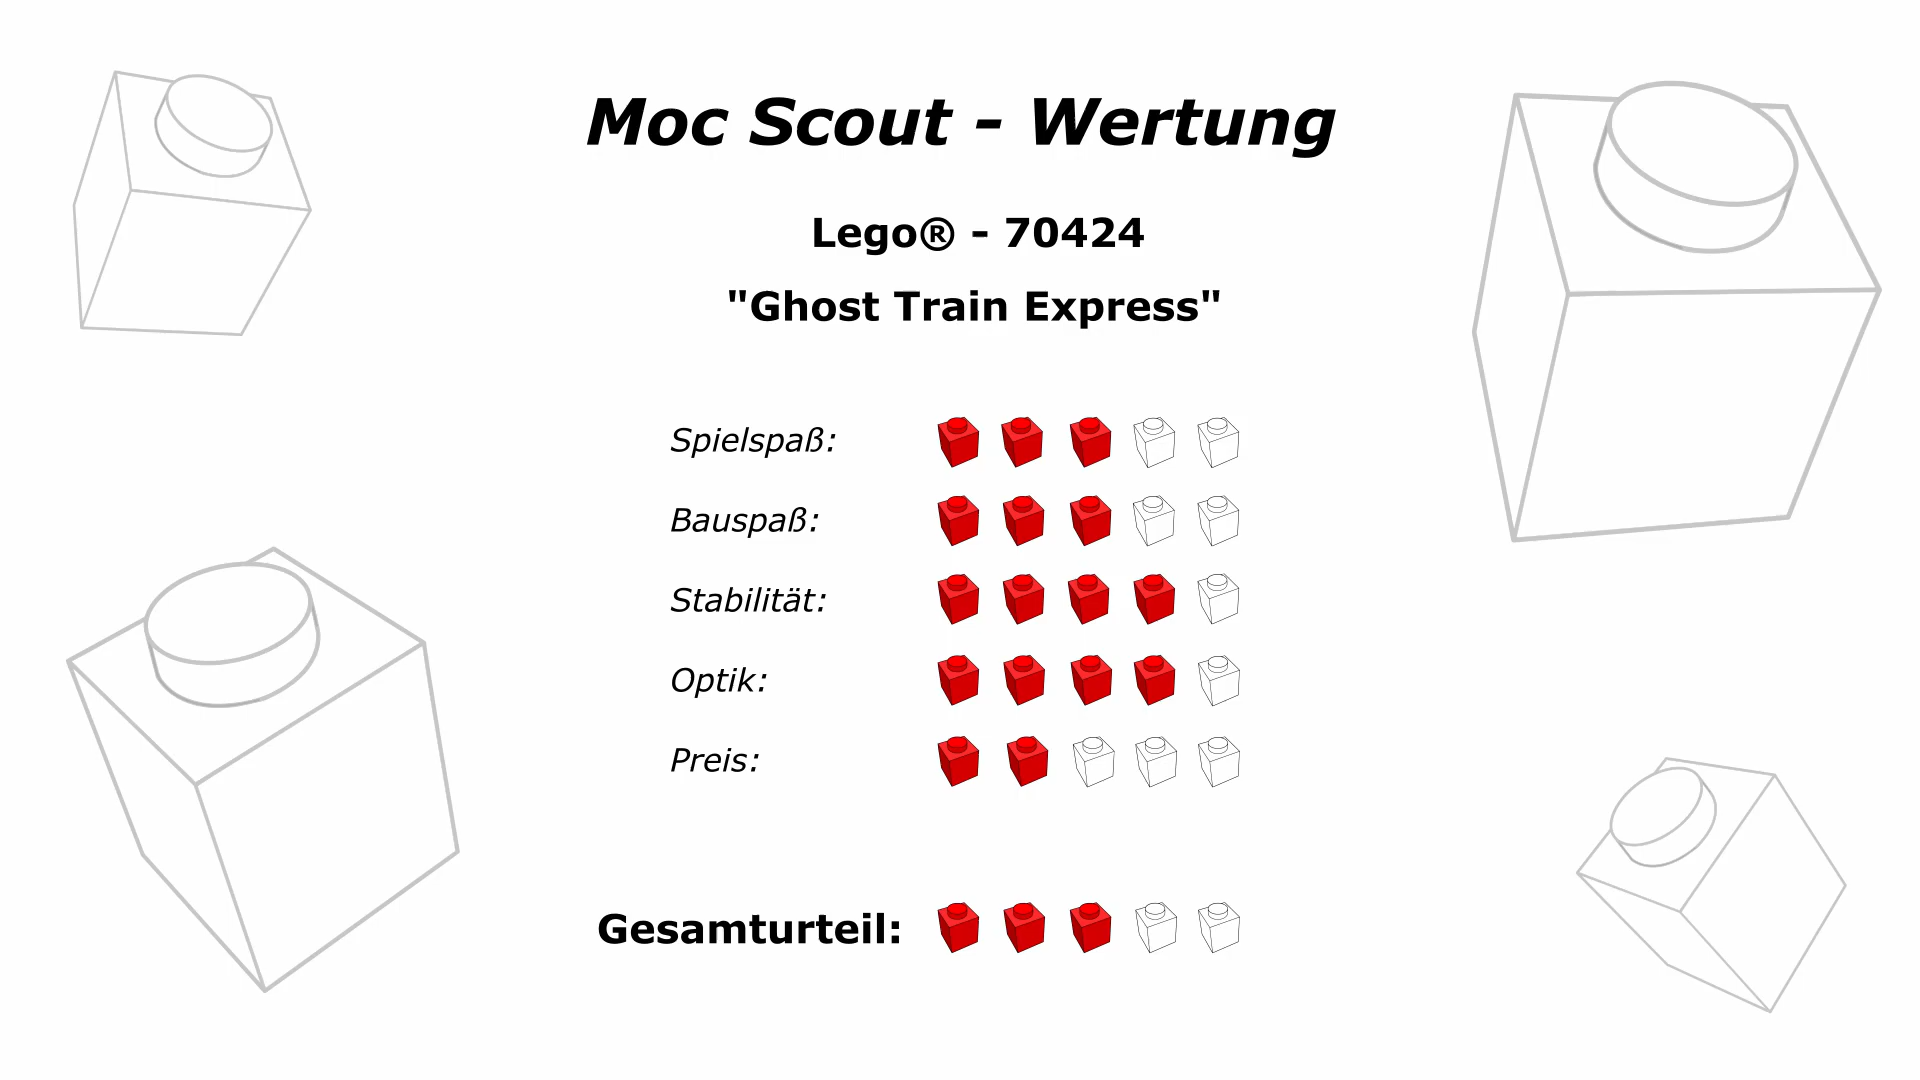 Moc Scout - Wertung
Lego® - 70424
"Ghost Train Express"
Spielspaß:
Bauspaß:
Stabilität:
Optik:
Preis:
Gesamturteil: